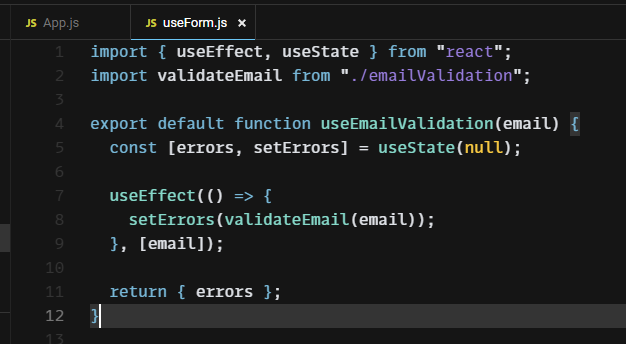 JS App.js JS useForm.js ×
1 import { useEffect, useState } from "react";
2 import validateEmail from "./emailValidation";
3
4 export default function useEmailValidation(email) {
5   const [errors, setErrors] = useState(null);
6
7   useEffect(() => {
8     setErrors(validateEmail(email));
9   }, [email]);
10
11   return { errors };
12 }
13